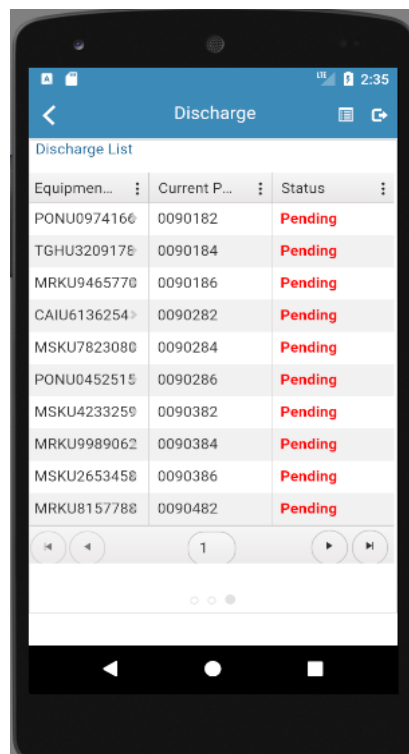 A LTE 2:35
Discharge
Discharge List
Equipmen... Current P... Status
PONU0974166 0090182 Pending
TGHU3209178 0090184 Pending
MRKU9465770 0090186 Pending
CAIU6136254 0090282 Pending
MSKU7823080 0090284 Pending
PONU0452515 0090286 Pending
MSKU4233259 0090382 Pending
MRKU9989062 0090384 Pending
MSKU2653458 0090386 Pending
MRKU8157788 0090482 Pending
1